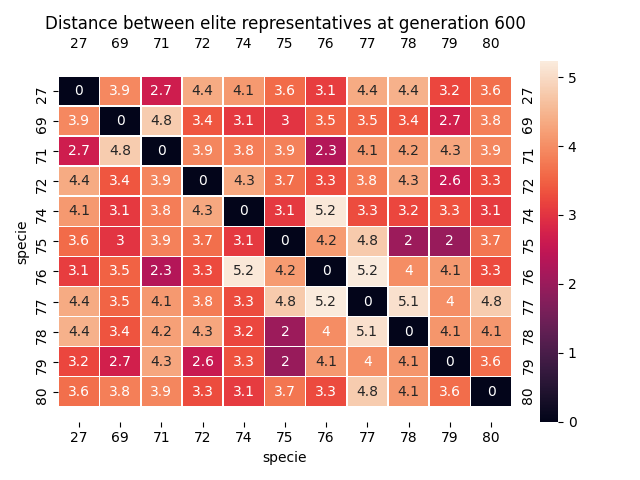 Distance between elite representatives at generation 600
27 69 71 72 74 75 76 77 78 79 80
27 0 3.9 2.7 4.4 4.1 3.6 3.1 4.4 4.4 3.2 3.6 27
69 3.9 0 4.8 3.4 3.1 3 3.5 3.5 3.4 2.7 3.8 69
71 2.7 4.8 0 3.9 3.8 3.9 2.3 4.1 4.2 4.3 3.9 71
72 4.4 3.4 3.9 0 4.3 3.7 3.3 3.8 4.3 2.6 3.3 72
74 4.1 3.1 3.8 4.3 0 3.1 5.2 3.3 3.2 3.3 3.1 74
75 3.6 3 3.9 3.7 3.1 0 4.2 4.8 2 2 3.7 75
76 3.1 3.5 2.3 3.3 5.2 4.2 0 5.2 4 4.1 3.3 76
77 4.4 3.5 4.1 3.8 3.3 4.8 5.2 0 5.1 4 4.8 77
78 4.4 3.4 4.2 4.3 3.2 2 4 5.1 0 4.1 4.1 78
79 3.2 2.7 4.3 2.6 3.3 2 4.1 4 4.1 0 3.6 79
80 3.6 3.8 3.9 3.3 3.1 3.7 3.3 4.8 4.1 3.6 0 80
27 69 71 72 74 75 76 77 78 79 80
specie
specie
5
4
3
2
1
0